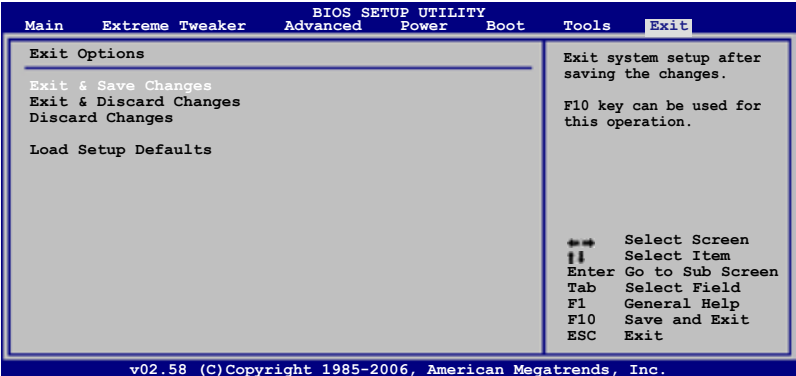 BIOS SETUP UTILITY
Main Extreme Tweaker Advanced Power Boot Tools Exit
Exit Options
Exit & Save Changes
Exit & Discard Changes
Discard Changes
Load Setup Defaults
Exit system setup after
saving the changes.
F10 key can be used for
this operation.
Select Screen
Select Item
Enter Go to Sub Screen
Tab Select Field
F1 General Help
F10 Save and Exit
ESC Exit
v02.58 (C)Copyright 1985-2006, American Megatrends, Inc.